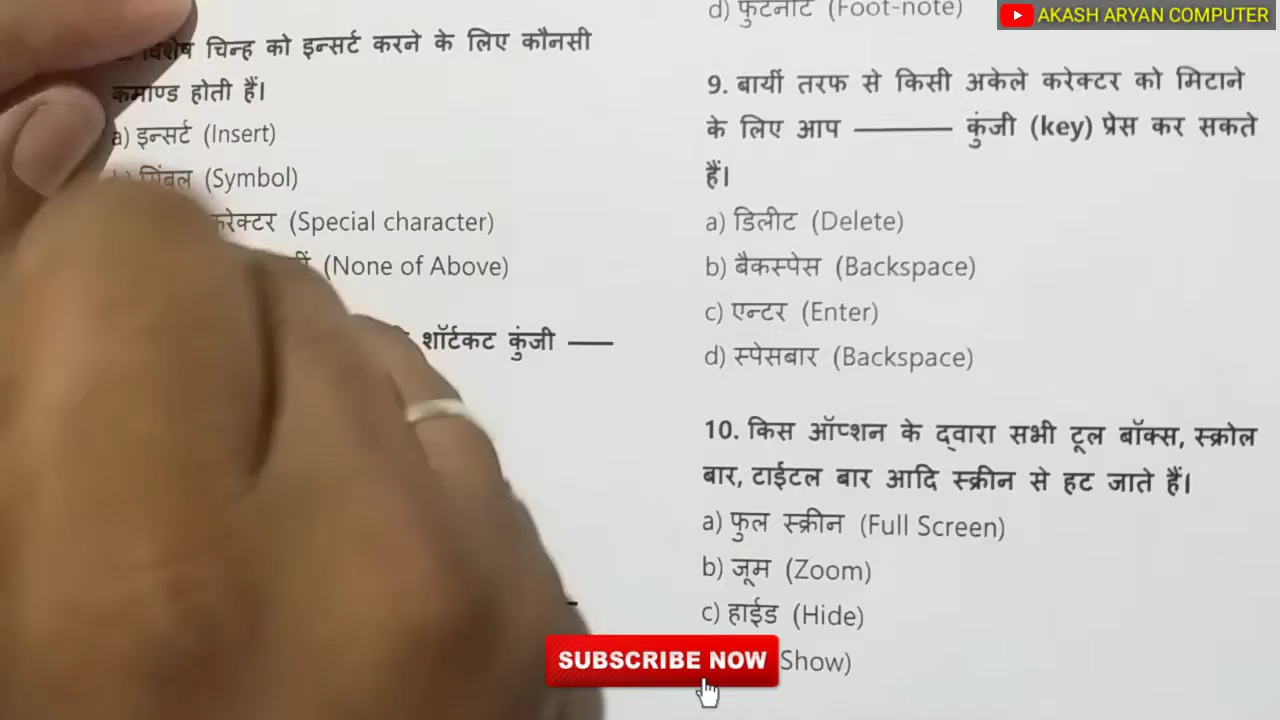 विशेष चिन्ह को इन्सर्ट करने के लिए कौनसी
कमाण्ड होती हैं।
a) इन्सर्ट (Insert)
सिंबल (Symbol)
करेक्टर (Special character)
(None of Above)
शॉर्टकट कुंजी ——
d) फुटनोट (Foot-note)
9. बायीं तरफ से किसी अकेले करेक्टर को मिटाने
के लिए आप ——— कुंजी (key) प्रेस कर सकते
हैं।
a) डिलीट (Delete)
b) बैकस्पेस (Backspace)
c) एन्टर (Enter)
d) स्पेसबार (Backspace)
10. किस ऑप्शन के द्वारा सभी टूल बॉक्स, स्क्रोल
बार, टाईटल बार आदि स्क्रीन से हट जाते हैं।
a) फुल स्क्रीन (Full Screen)
b) जूम (Zoom)
c) हाईड (Hide)
Show)
AKASH ARYAN COMPUTER
SUBSCRIBE NOW